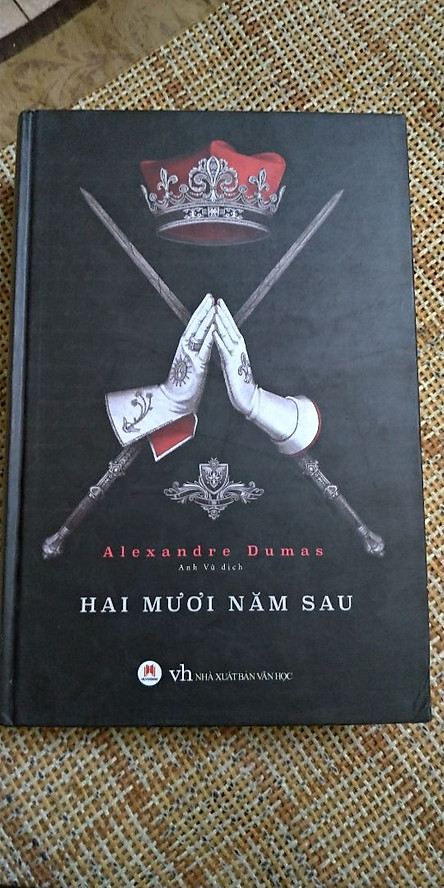 Alexandre Dumas
Anh Vũ dịch
HAI MƯƠI NĂM SAU
vh NHÀ XUẤT BẢN VĂN HỌC